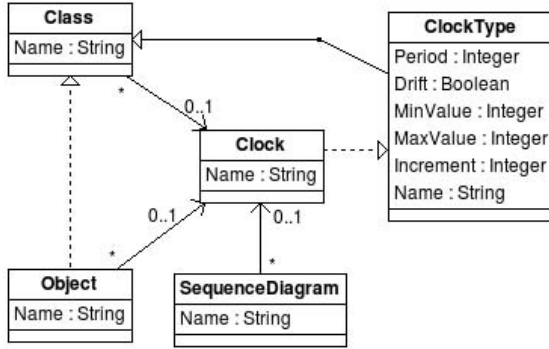 Class
Name : String
ClockType
Period : Integer
Drift : Boolean
MinValue : Integer
MaxValue : Integer
Increment : Integer
Name : String
*
0..1
Clock
Name : String
0..1
0..1
*
*
Object
Name : String
SequenceDiagram
Name : String